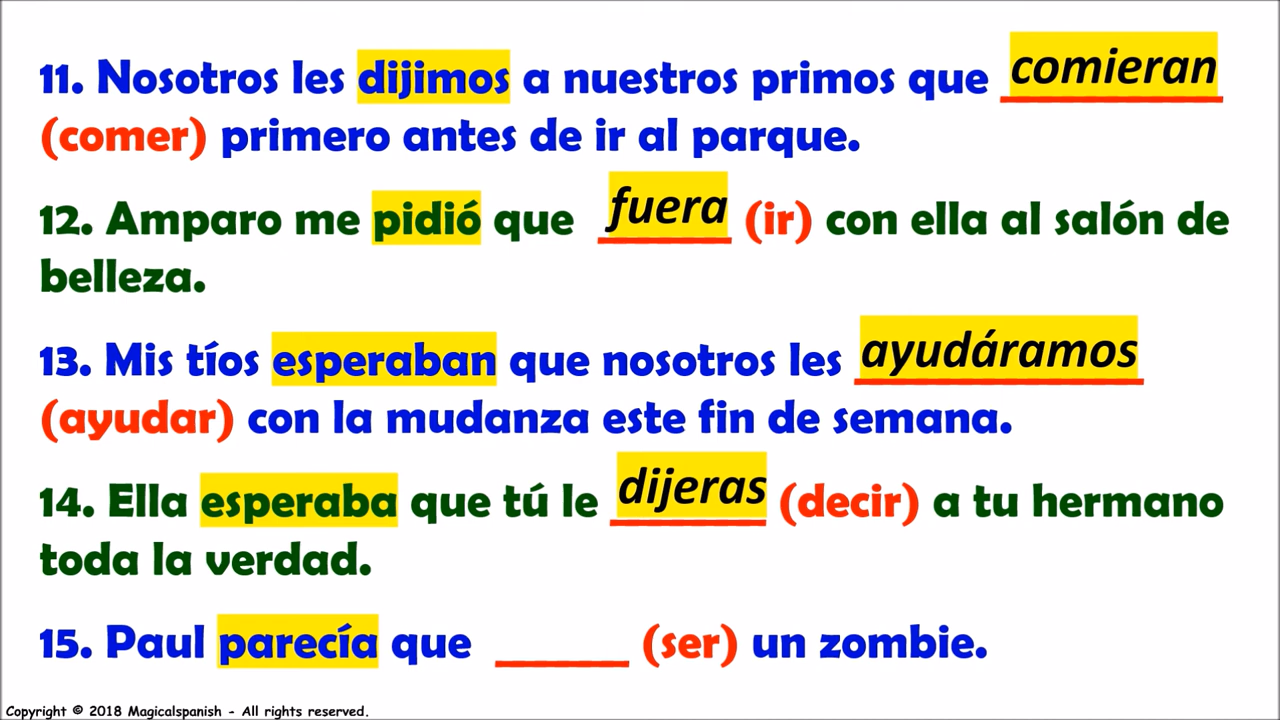 11. Nosotros les dijimos a nuestros primos que comieran
(comer) primero antes de ir al parque.
12. Amparo me pidió que fuera (ir) con ella al salón de
belleza.
13. Mis tíos esperaban que nosotros les ayudáramos
(ayudar) con la mudanza este fin de semana.
14. Ella esperaba que tú le dijeras (decir) a tu hermano
toda la verdad.
15. Paul parecía que ______ (ser) un zombie.
Copyright © 2018 Magicalspanish - All rights reserved.